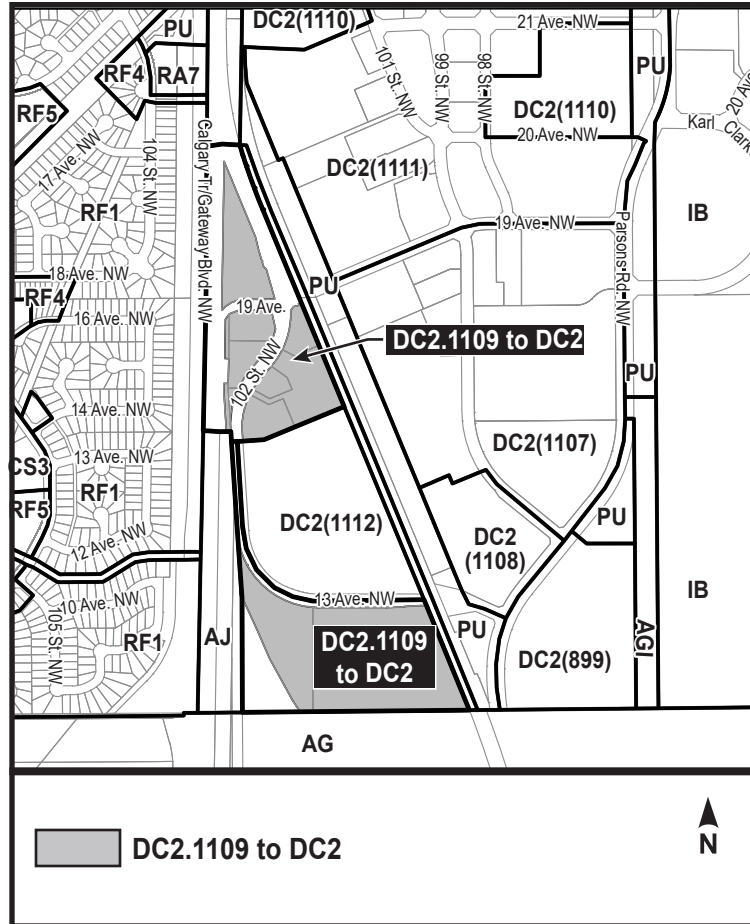 DC2(1110)
21 Ave. NW
PU
RF4
RA7
RF5
101 St. NW
99 St. NW
98 St. NW
PU
DC2(1110)
20 Ave. NW
Karl Clark
17 Ave. NW
104 St. NW
Calgary Tr/Gateway Blvd. NW
DC2(1111)
RF1
IB
19 Ave. NW
Parsons Rd. NW
18 Ave. NW
RF4
PU
19 Ave.
16 Ave. NW
DC2.1109 to DC2
102 St. NW
PU
14 Ave. NW
13 Ave. NW
CS3
RF1
RF5
DC2(1107)
DC2(1112)
DC2
(1108)
PU
12 Ave. NW
10 Ave. NW
105 St. NW
RF1
AJ
13 Ave. NW
DC2.1109
to DC2
PU
DC2(899)
AGI
IB
AG
DC2.1109 to DC2
N